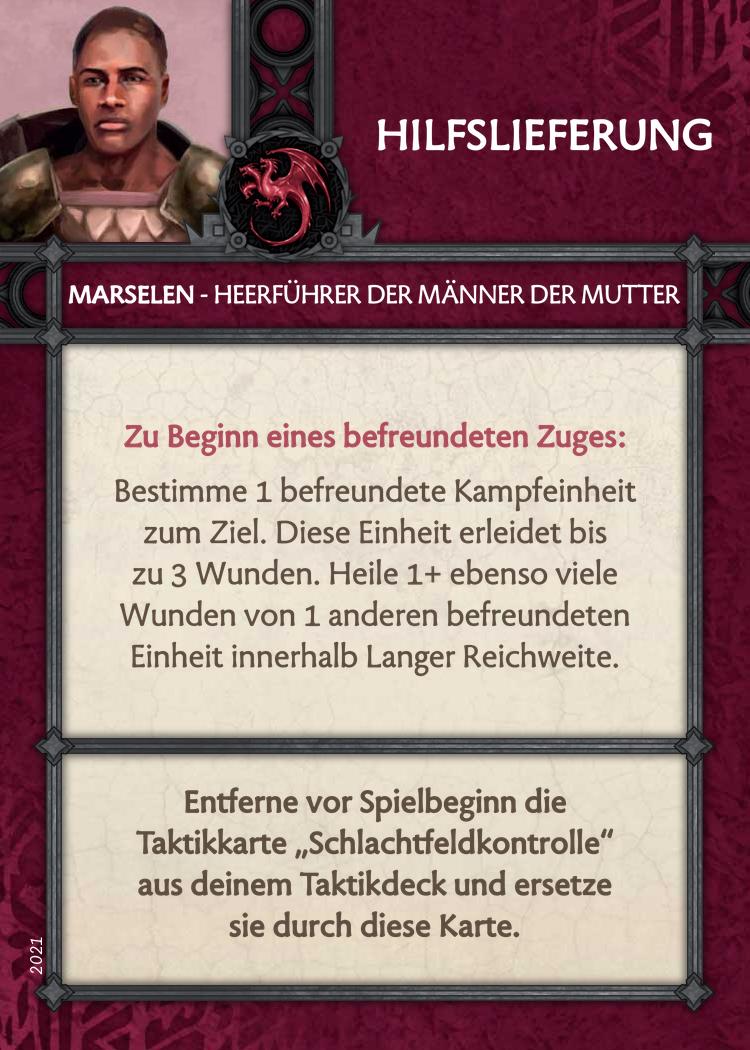 HILFSLIEFERUNG
MARSELEN - HEERFÜHRER DER MÄNNER DER MUTTER
Zu Beginn eines befreundeten Zuges:
Bestimme 1 befreundete Kampfeinheit
zum Ziel. Diese Einheit erleidet bis
zu 3 Wunden. Heile 1+ ebenso viele
Wunden von 1 anderen befreundeten
Einheit innerhalb Langer Reichweite.
Entferne vor Spielbeginn die
Taktikkarte „Schlachtfeldkontrolle“
aus deinem Taktikdeck und ersetze
sie durch diese Karte.
2021